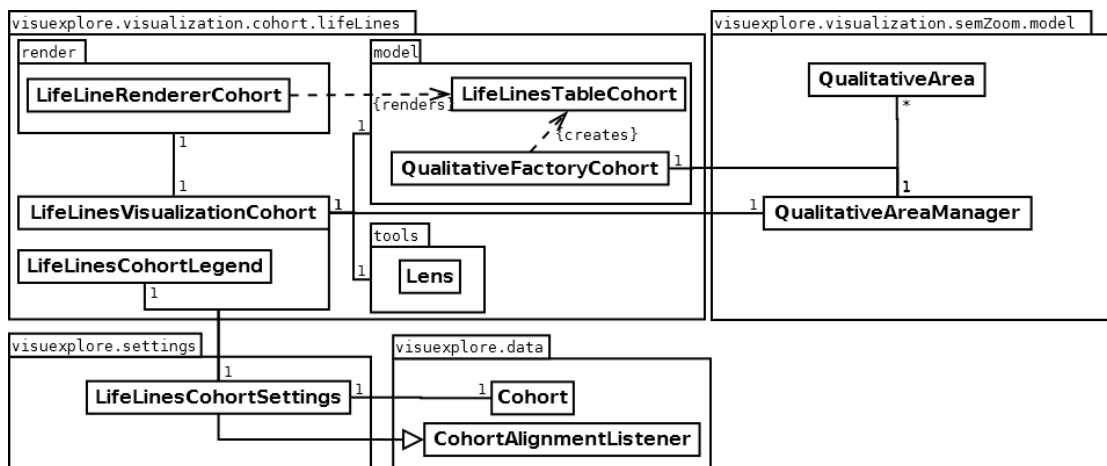 visuexplore.visualization.cohort.lifeLines
visuexplore.visualization.semZoom.model
render
model
LifeLineRendererCohort
{renders}
LifeLinesTableCohort
QualitativeArea
*
1
1
{creates}
QualitativeFactoryCohort
1
1
1
LifeLinesVisualizationCohort
1
1
QualitativeAreaManager
tools
LifeLinesCohortLegend
1
Lens
1
visuexplore.settings
visuexplore.data
1
LifeLinesCohortSettings
1
1
Cohort
CohortAlignmentListener